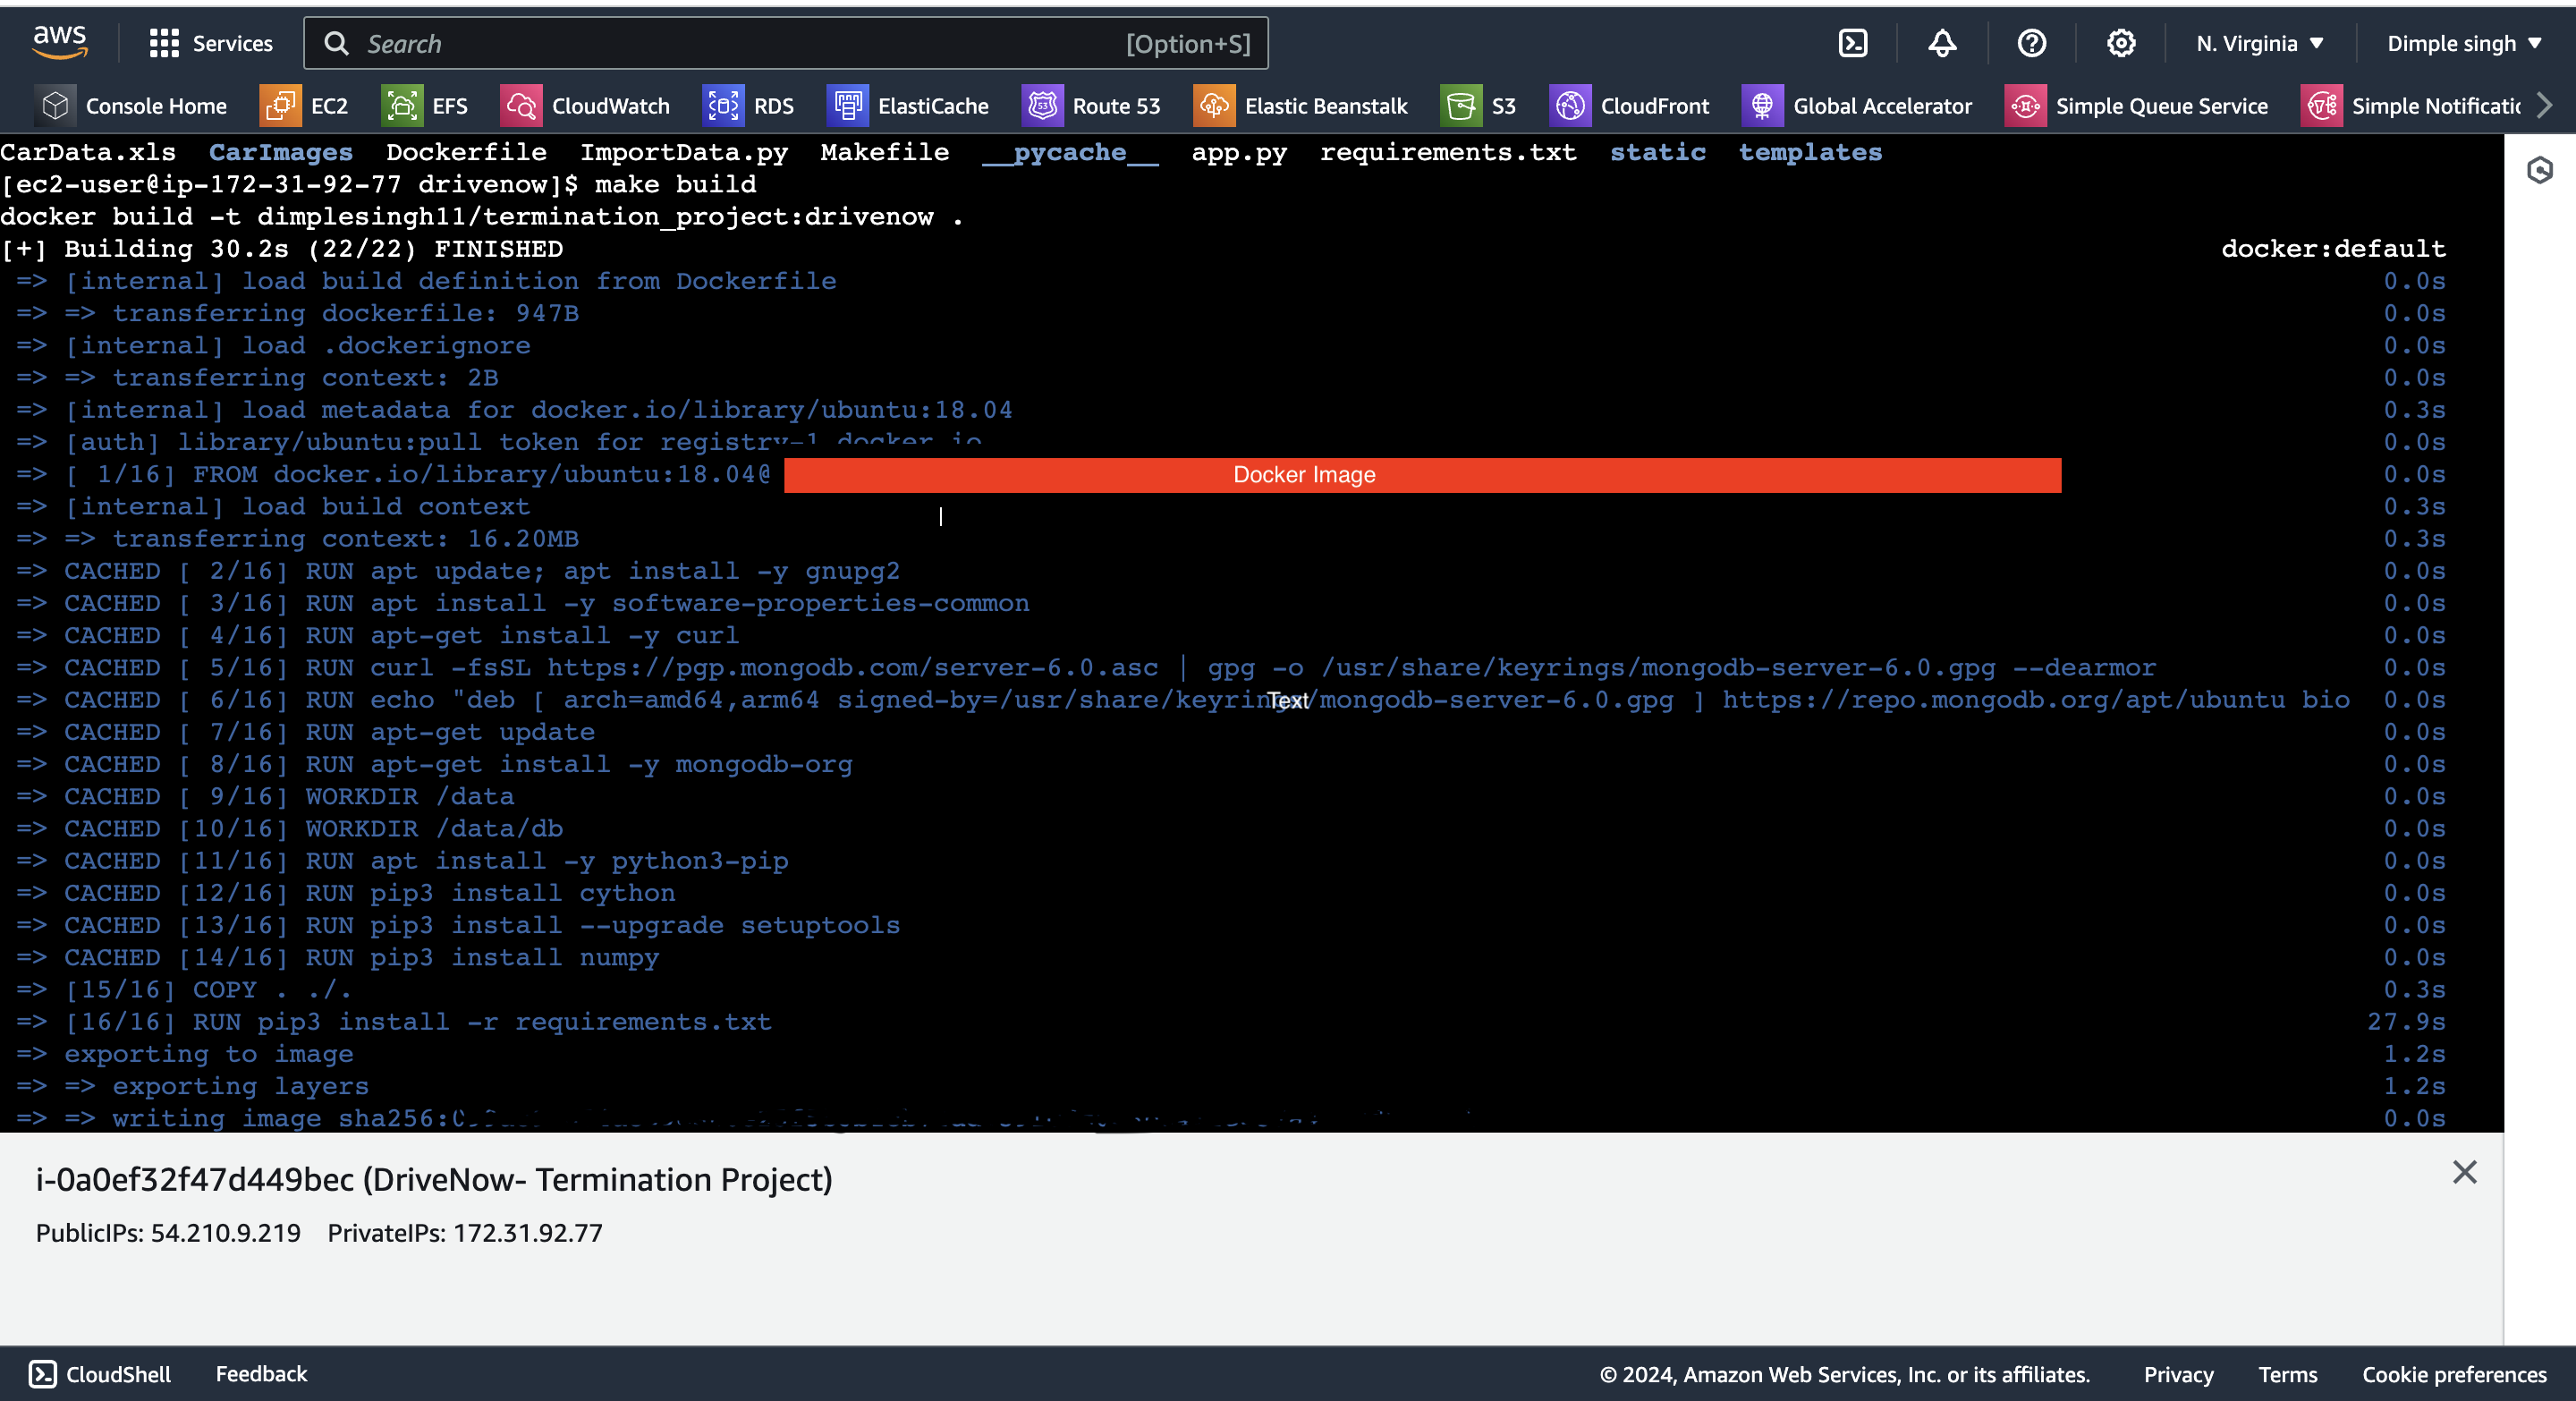 aws Services Search [Option+S] N. Virginia ▼ Dimple singh ▼
Console Home EC2 EFS CloudWatch RDS ElastiCache Route 53 Elastic Beanstalk S3 CloudFront Global Accelerator Simple Queue Service Simple Notificatic
CarData.xls CarImages Dockerfile ImportData.py Makefile __pycache__ app.py requirements.txt static templates
[ec2-user@ip-172-31-92-77 drivenow]$ make build
docker build -t dimplesingh11/termination_project:drivenow .
[+] Building 30.2s (22/22) FINISHED docker:default
=> [internal] load build definition from Dockerfile 0.0s
=> => transferring dockerfile: 947B 0.0s
=> [internal] load .dockerignore 0.0s
=> => transferring context: 2B 0.0s
=> [internal] load metadata for docker.io/library/ubuntu:18.04 0.3s
=> [auth] library/ubuntu:pull token for registry-1.docker.io 0.0s
=> [ 1/16] FROM docker.io/library/ubuntu:18.04@ Docker Image 0.0s
=> [internal] load build context 0.3s
=> => transferring context: 16.20MB 0.3s
=> CACHED [ 2/16] RUN apt update; apt install -y gnupg2 0.0s
=> CACHED [ 3/16] RUN apt install -y software-properties-common 0.0s
=> CACHED [ 4/16] RUN apt-get install -y curl 0.0s
=> CACHED [ 5/16] RUN curl -fsSL https://pgp.mongodb.com/server-6.0.asc | gpg -o /usr/share/keyrings/mongodb-server-6.0.gpg --dearmor 0.0s
=> CACHED [ 6/16] RUN echo "deb [ arch=amd64,arm64 signed-by=/usr/share/keyrings/mongodb-server-6.0.gpg ] https://repo.mongodb.org/apt/ubuntu bio 0.0s
Text
=> CACHED [ 7/16] RUN apt-get update 0.0s
=> CACHED [ 8/16] RUN apt-get install -y mongodb-org 0.0s
=> CACHED [ 9/16] WORKDIR /data 0.0s
=> CACHED [10/16] WORKDIR /data/db 0.0s
=> CACHED [11/16] RUN apt install -y python3-pip 0.0s
=> CACHED [12/16] RUN pip3 install cython 0.0s
=> CACHED [13/16] RUN pip3 install --upgrade setuptools 0.0s
=> CACHED [14/16] RUN pip3 install numpy 0.0s
=> [15/16] COPY . ./. 0.3s
=> [16/16] RUN pip3 install -r requirements.txt 27.9s
=> exporting to image 1.2s
=> => exporting layers 1.2s
=> => writing image 0.0s
i-0a0ef32f47d449bec (DriveNow- Termination Project)
PublicIPs: 54.210.9.219 PrivateIPs: 172.31.92.77
CloudShell Feedback © 2024, Amazon Web Services, Inc. or its affiliates. Privacy Terms Cookie preferences